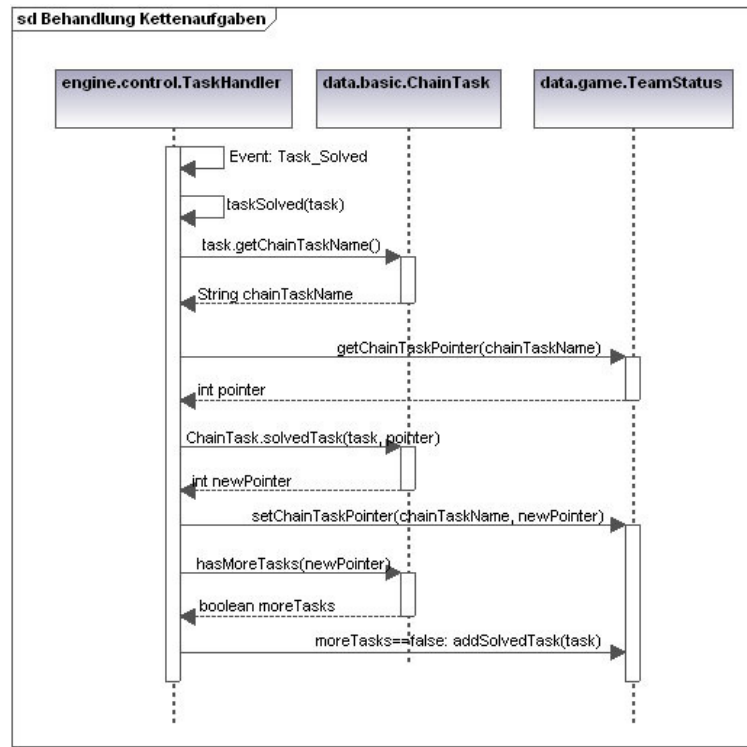 sd Behandlung Kettenaufgaben
engine.control.TaskHandler
data.basic.ChainTask
data.game.TeamStatus
Event: Task_Solved
taskSolved(task)
task.getChainTaskName()
String chainTaskName
getChainTaskPointer(chainTaskName)
int pointer
ChainTask.solvedTask(task, pointer)
int newPointer
setChainTaskPointer(chainTaskName, newPointer)
hasMoreTasks(newPointer)
boolean moreTasks
moreTasks==false: addSolvedTask(task)